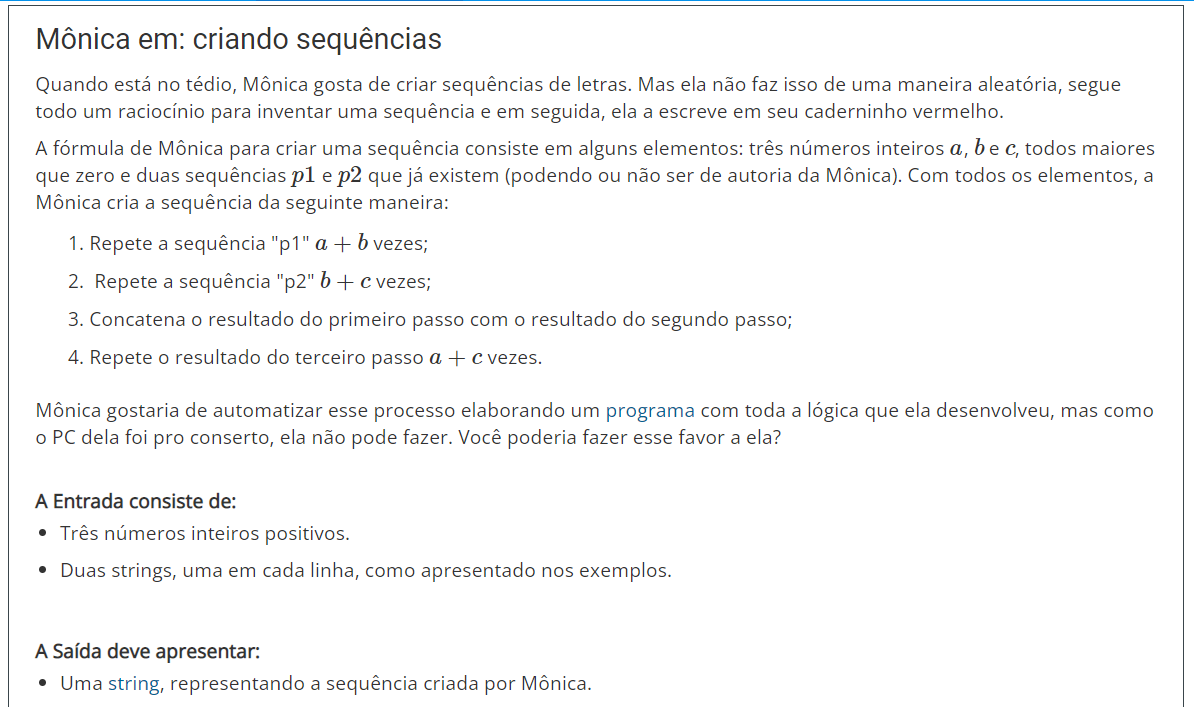 Mônica em: criando sequências
Quando está no tédio, Mônica gosta de criar sequências de letras. Mas ela não faz isso de uma maneira aleatória, segue
todo um raciocínio para inventar uma sequência e em seguida, ela a escreve em seu caderninho vermelho.
A fórmula de Mônica para criar uma sequência consiste em alguns elementos: três números inteiros a, b e c, todos maiores
que zero e duas sequências p1 e p2 que já existem (podendo ou não ser de autoria da Mônica). Com todos os elementos, a
Mônica cria a sequência da seguinte maneira:
1. Repete a sequência "p1" a + b vezes;
2. Repete a sequência "p2" b + c vezes;
3. Concatena o resultado do primeiro passo com o resultado do segundo passo;
4. Repete o resultado do terceiro passo a + c vezes.
Mônica gostaria de automatizar esse processo elaborando um programa com toda a lógica que ela desenvolveu, mas como
o PC dela foi pro conserto, ela não pode fazer. Você poderia fazer esse favor a ela?
A Entrada consiste de:
• Três números inteiros positivos.
• Duas strings, uma em cada linha, como apresentado nos exemplos.
A Saída deve apresentar:
• Uma string, representando a sequência criada por Mônica.